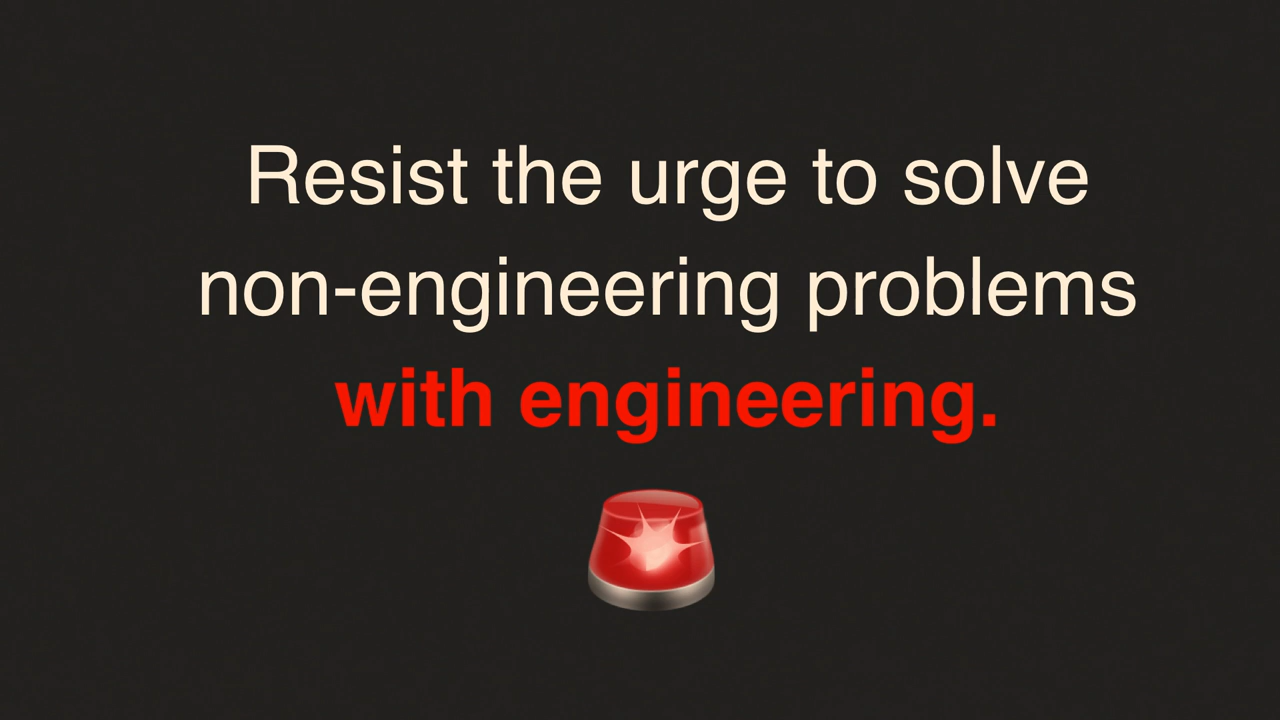 Resist the urge to solve
non-engineering problems
with engineering.